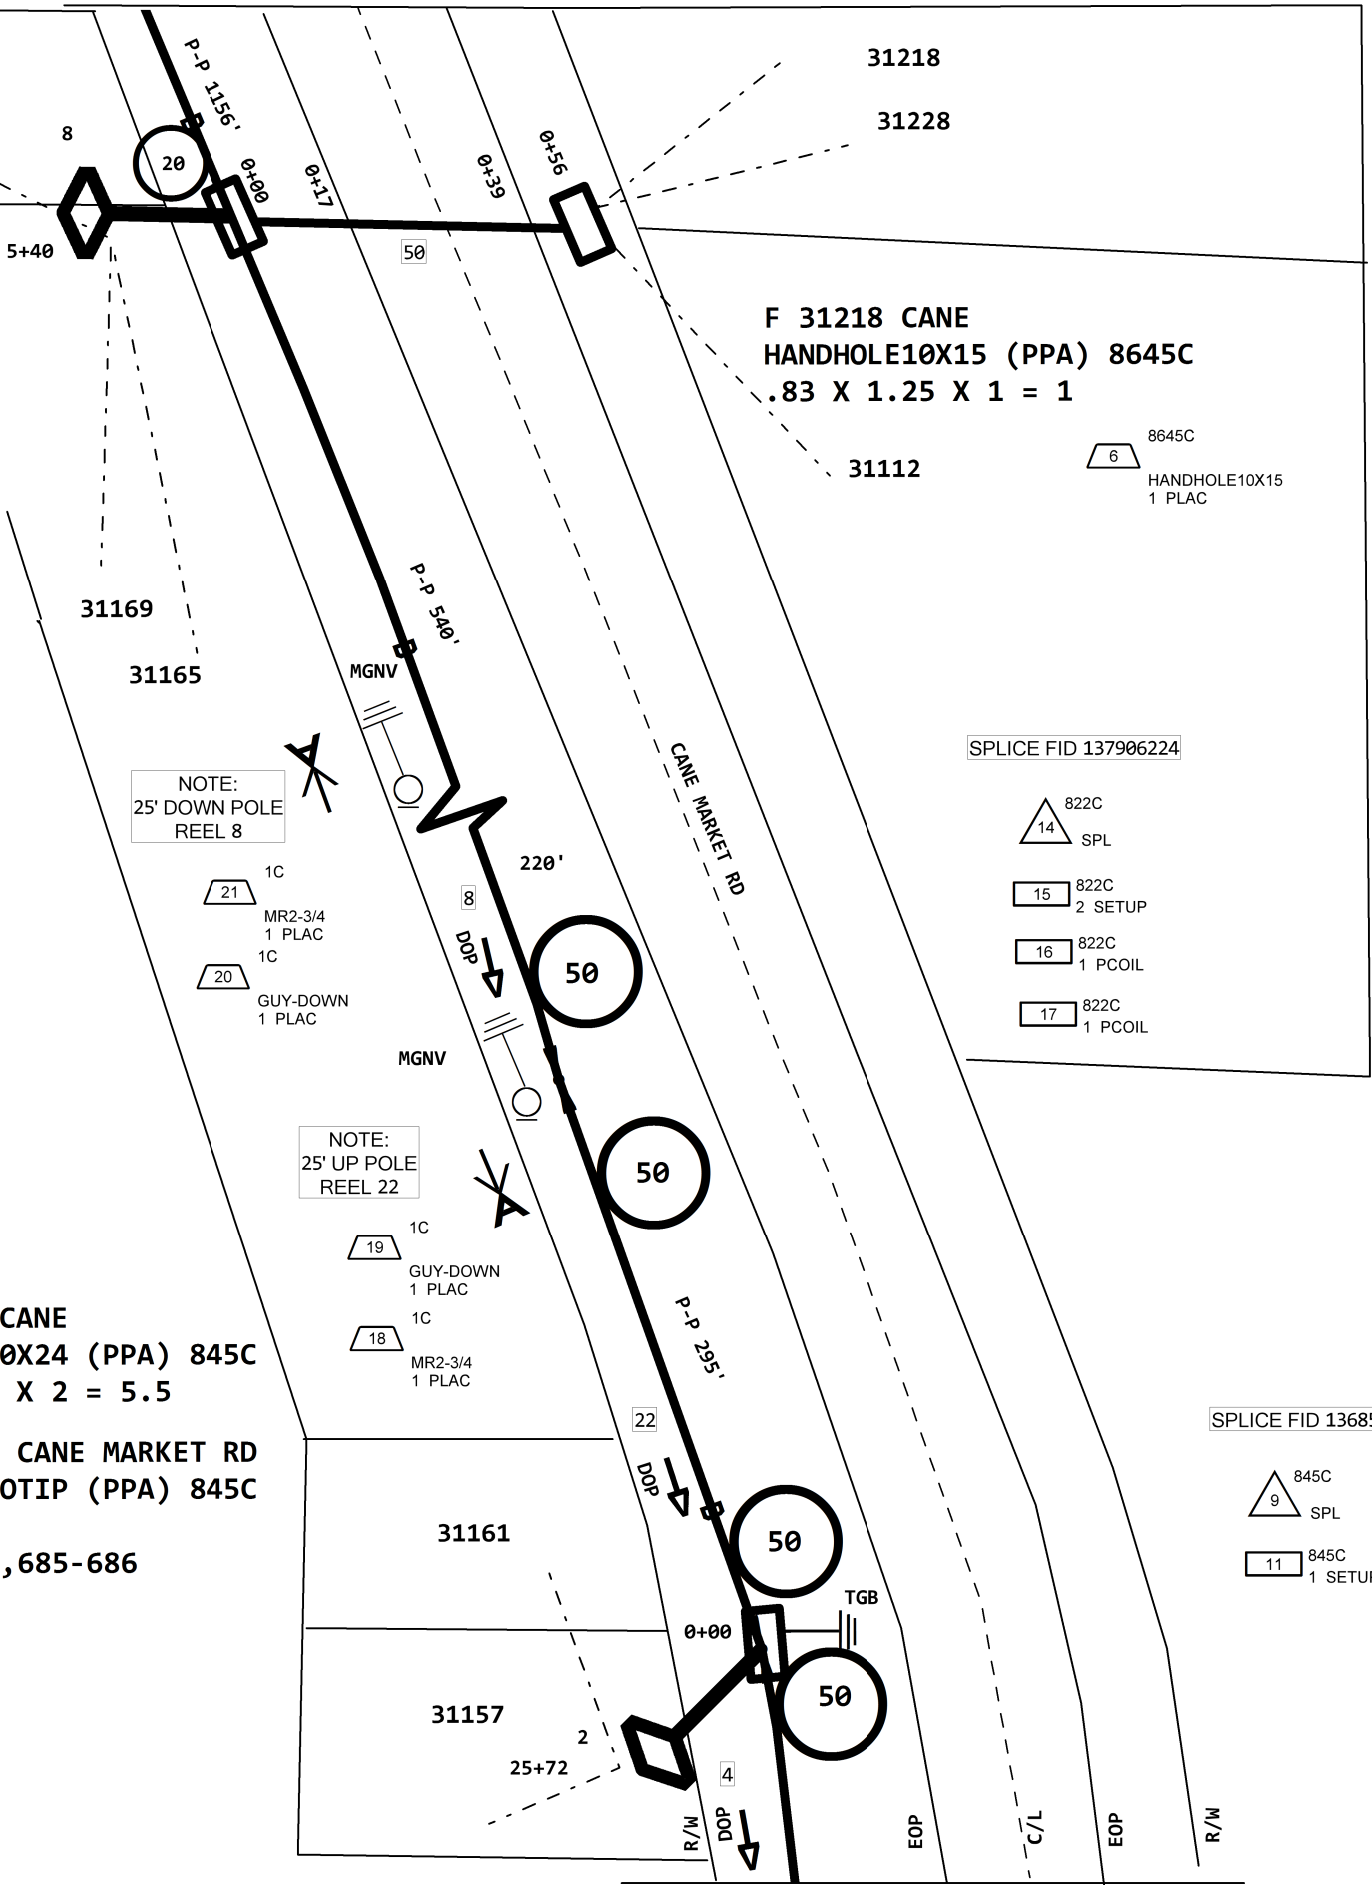 31218
P-P 1156'
31228
8
20
0+00
0+17
0+39
0+56
5+40
50
F 31218 CANE
HANDHOLE10X15 (PPA) 8645C
.83 X 1.25 X 1 = 1
8645C
6
HANDHOLE10X15
1 PLAC
31112
31169
31165
P-P 540'
MGNV
CANE MARKET RD
SPLICE FID 137906224
NOTE:
25' DOWN POLE
REEL 8
A
822C
14
SPL
220'
1C
21
MR2-3/4
1 PLAC
8
822C
15
2 SETUP
1C
20
GUY-DOWN
1 PLAC
DOP
50
822C
16
1 PCOIL
822C
17
1 PCOIL
MGNV
NOTE:
25' UP POLE
REEL 22
A
50
1C
19
GUY-DOWN
1 PLAC
1C
18
MR2-3/4
1 PLAC
P-P 295'
CANE
0X24 (PPA) 845C
X 2 = 5.5
CANE MARKET RD
OTIP (PPA) 845C
,685-686
22
DOP
SPLICE FID 1368
845C
9
SPL
845C
11
1 SETU
31161
50
TGB
0+00
50
31157
2
25+72
4
R/W
DOP
EOP
C/L
EOP
R/W